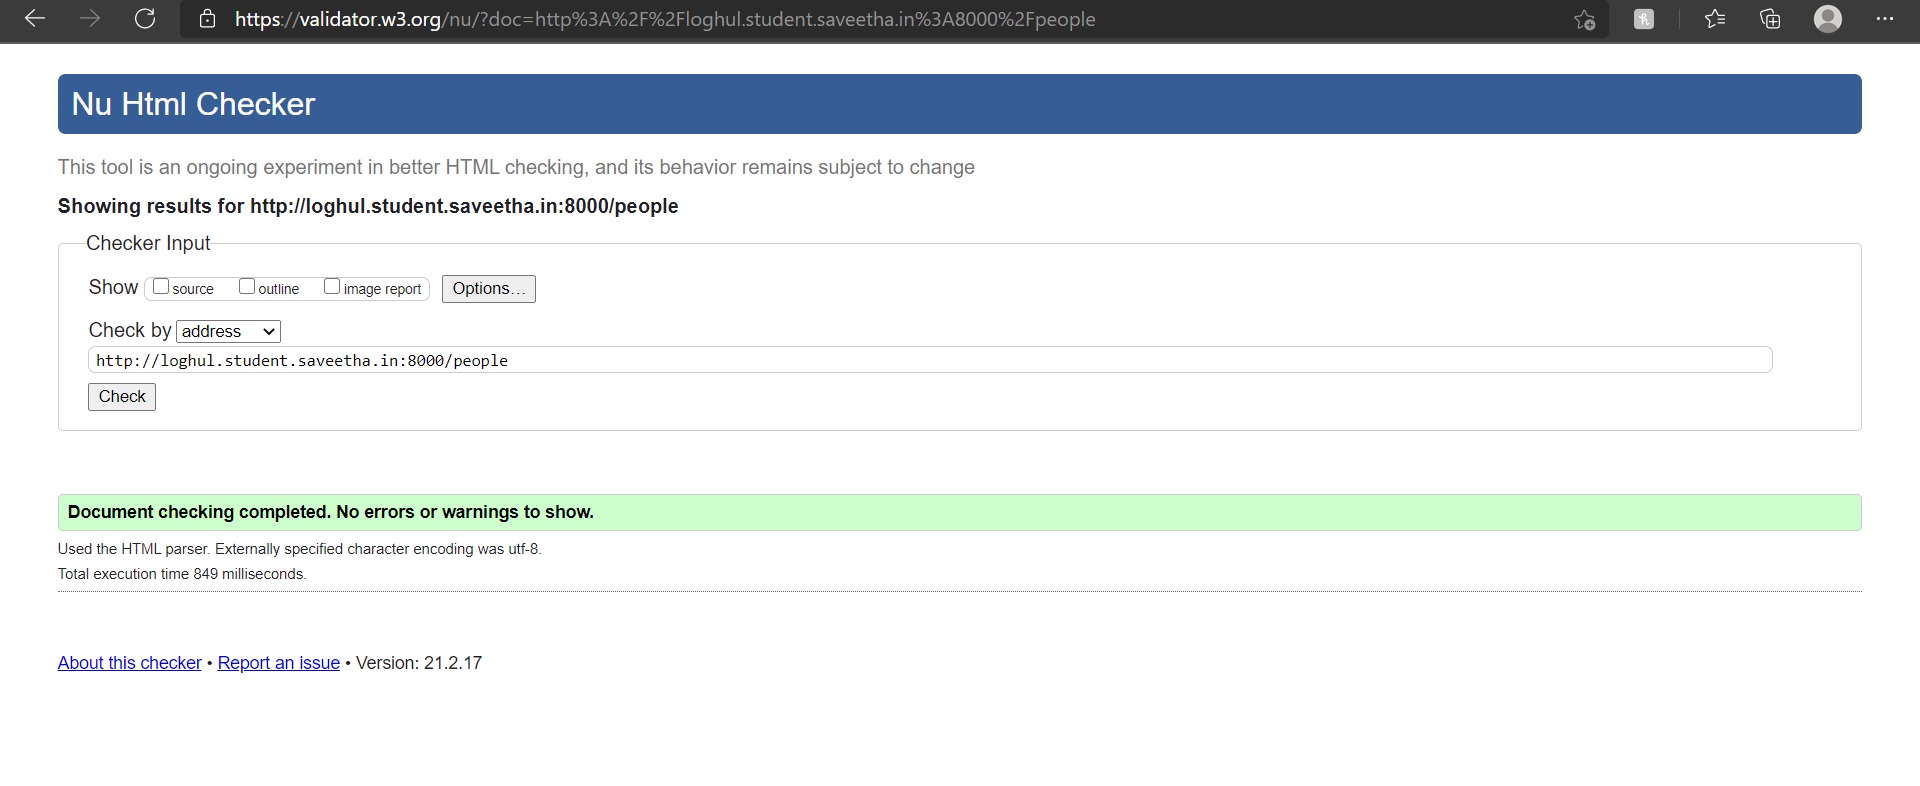 https://validator.w3.org/nu/?doc=http%3A%2F%2Floghul.student.saveetha.in%3A8000%2Fpeople
Nu Html Checker
This tool is an ongoing experiment in better HTML checking, and its behavior remains subject to change
Showing results for http://loghul.student.saveetha.in:8000/people
Checker Input
Show source outline image report Options...
Check by address
http://loghul.student.saveetha.in:8000/people
Check
Document checking completed. No errors or warnings to show.
Used the HTML parser. Externally specified character encoding was utf-8.
Total execution time 849 milliseconds.
About this checker • Report an issue • Version: 21.2.17